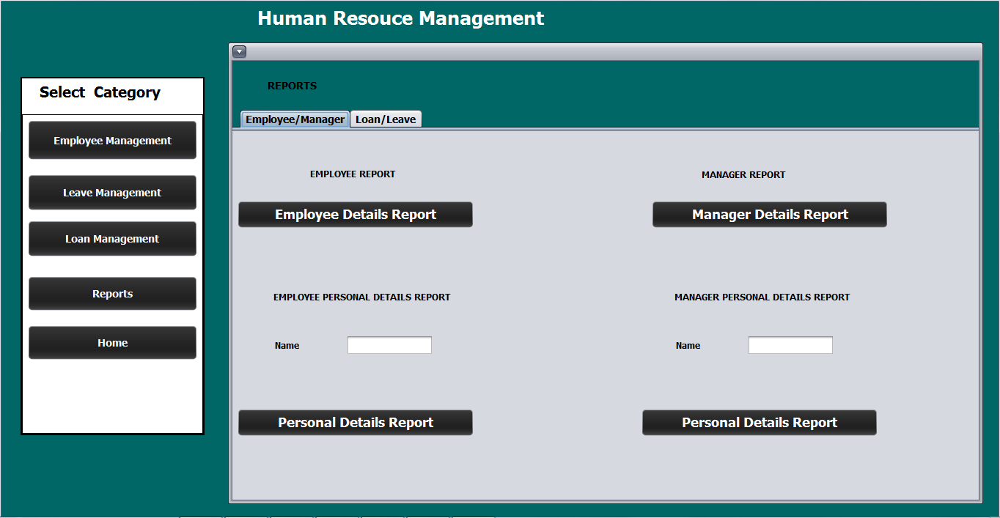 Human Resouce Management
Select Category
Employee Management
Leave Management
Loan Management
Reports
Home
REPORTS
Employee/Manager
Loan/Leave
EMPLOYEE REPORT
MANAGER REPORT
Employee Details Report
Manager Details Report
EMPLOYEE PERSONAL DETAILS REPORT
MANAGER PERSONAL DETAILS REPORT
Name
Name
Personal Details Report
Personal Details Report